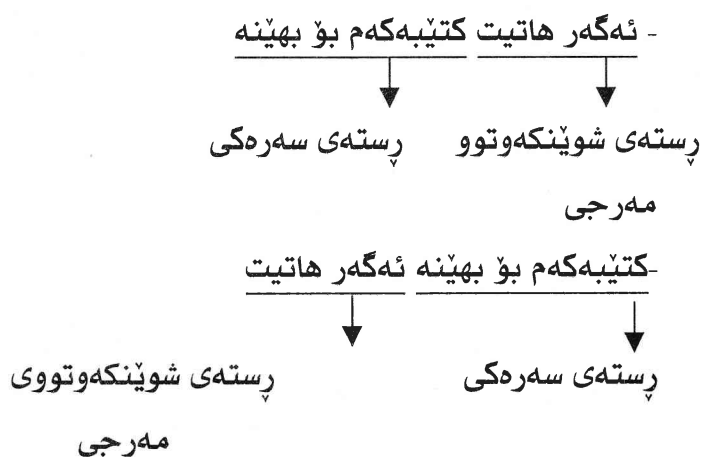 - ئەگەر هاتیت کتێبەکەم بۆ بهێنە
ڕستەی شوێنکەوتوو ڕستەی سەرەکی
مەرجی
-کتێبەکەم بۆ بهێنە ئەگەر هاتیت
ڕستەی سەرەکی ڕستەی شوێنکەوتووی
مەرجی